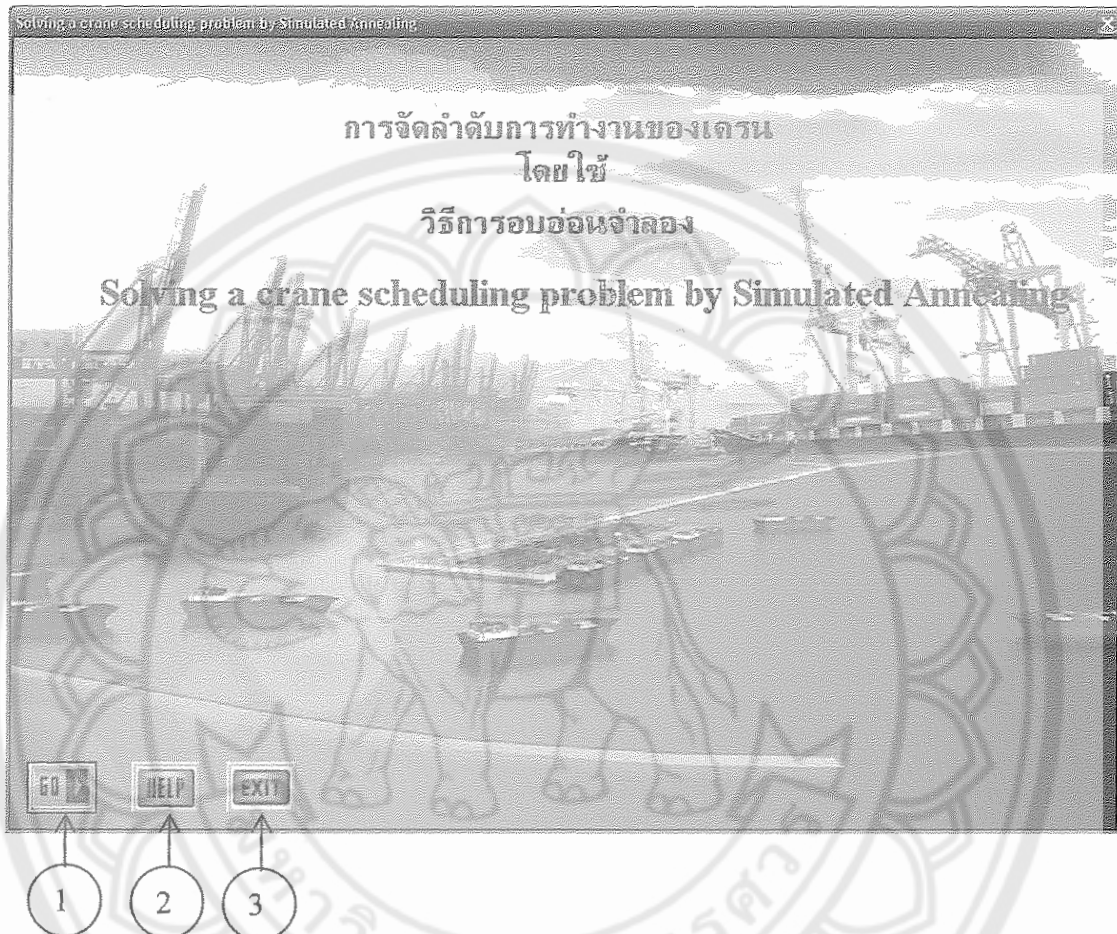 Solving a crane scheduling problem by Simulated Annealing
การจัดลำดับการทำงานของเครน
โดยใช้
วิธีการอบอ่อนจำลอง
Solving a crane scheduling problem by Simulated Annealing
GO
HELP
EXIT
1
2
3